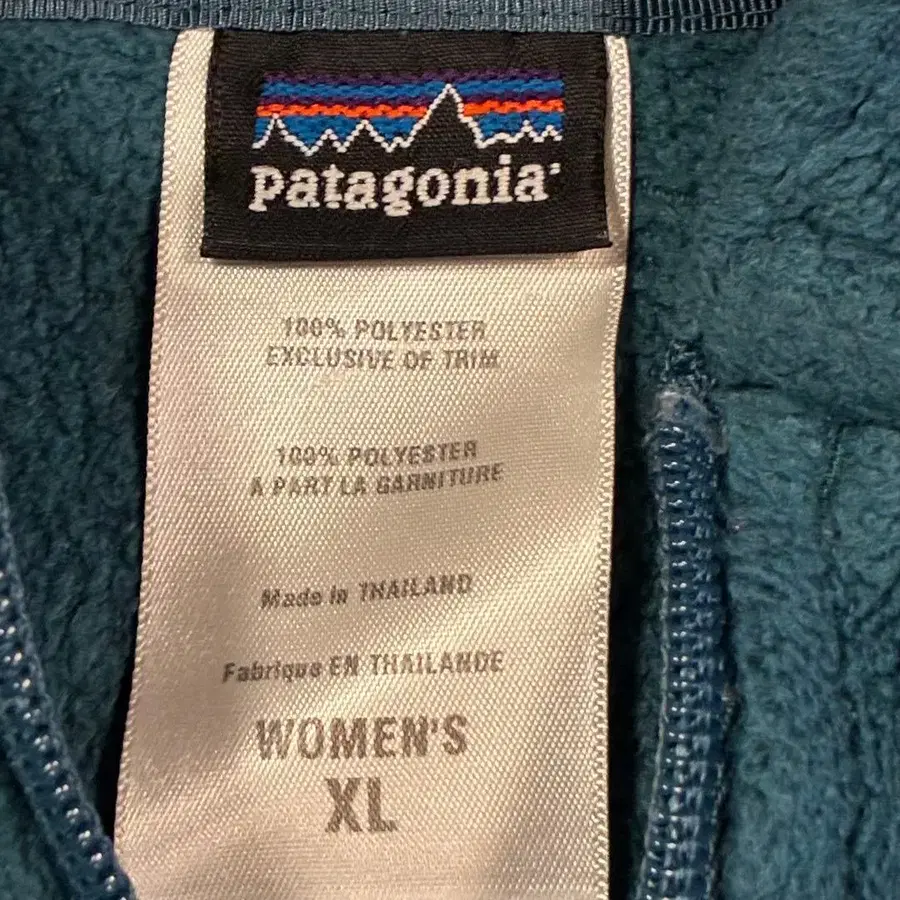 patagonia®
100% POLYESTER
EXCLUSIVE OF TRIM
100% POLYESTER
A PART LA GARNITURE
Made in THAILAND
Fabrique EN THAILANDE
WOMEN'S
XL